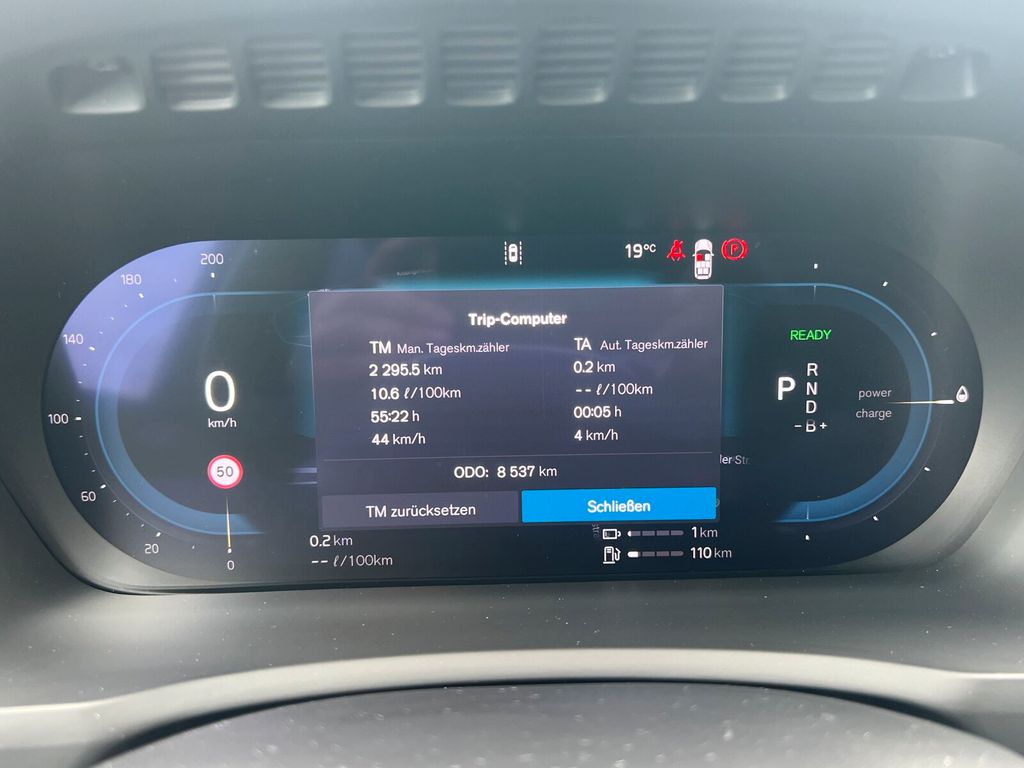 200
180
140
100
60
20
0
19°C
P
0
km/h
50
Trip-Computer
TM Man. Tageskm.zähler
2 295.5 km
10.6 ℓ/100km
55:22 h
44 km/h
TA Aut. Tageskm.zähler
0.2 km
-- ℓ/100km
00:05 h
4 km/h
ODO: 8 537 km
TM zurücksetzen
Schließen
READY
P
R
N
D
-B+
power
charge
0.2 km
-- ℓ/100km
1 km
110 km